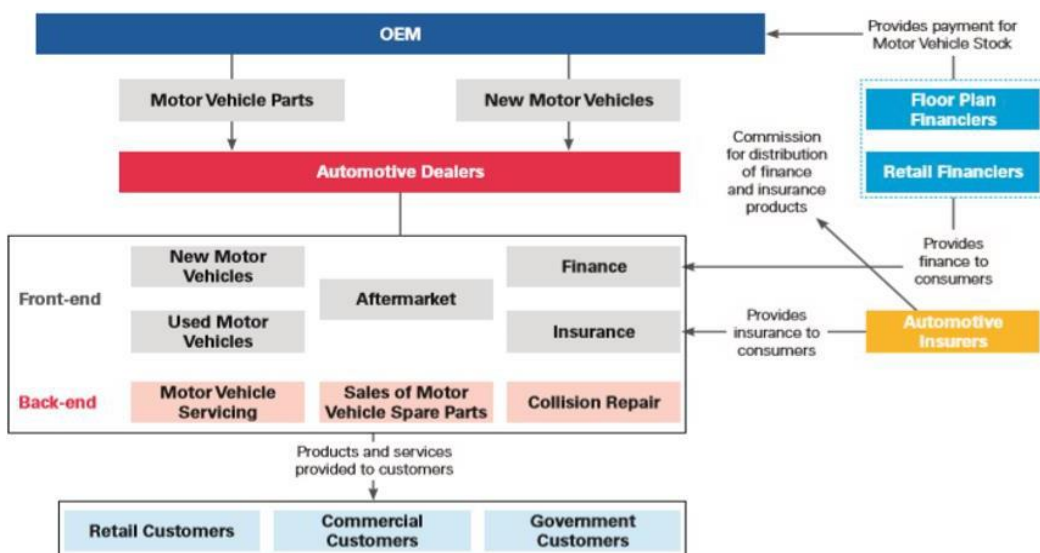 OEM
Provides payment for
Motor Vehicle Stock
Motor Vehicle Parts
New Motor Vehicles
Floor Plan
Financiers
Commission
for distribution
of finance
and insurance
products
Automotive Dealers
Retail Financiers
New Motor
Vehicles
Finance
Provides
finance to
consumers
Front-end
Aftermarket
Used Motor
Vehicles
Insurance
Provides
insurance to
consumers
Automotive
Insurers
Back-end
Motor Vehicle
Servicing
Sales of Motor
Vehicle Spare Parts
Collision Repair
Products and services
provided to customers
Retail Customers
Commercial
Customers
Government
Customers